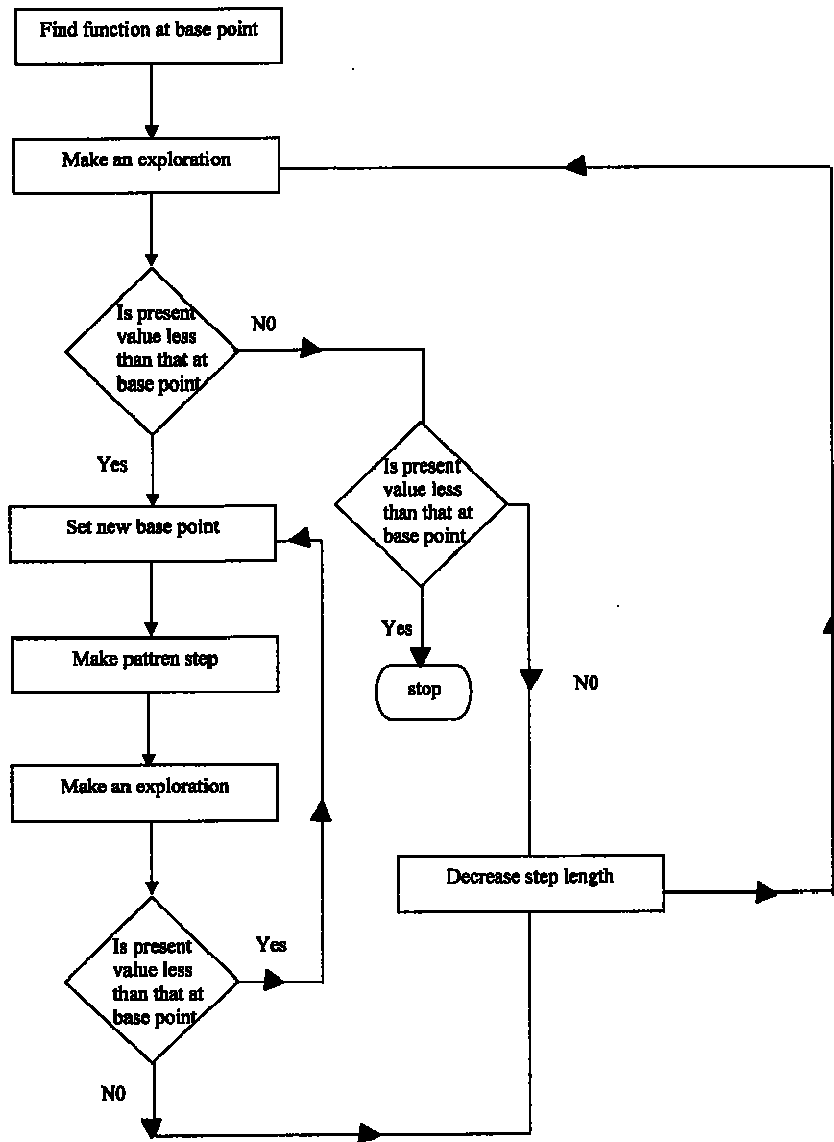 Find function at base point
Make an exploration
Is present
value less
than that at
base point
N0
Yes
Is present
value less
than that at
base point
Set new base point
Yes
Make pattren step
stop
N0
Make an exploration
Decrease step length
Is present
value less
than that at
base point
Yes
N0